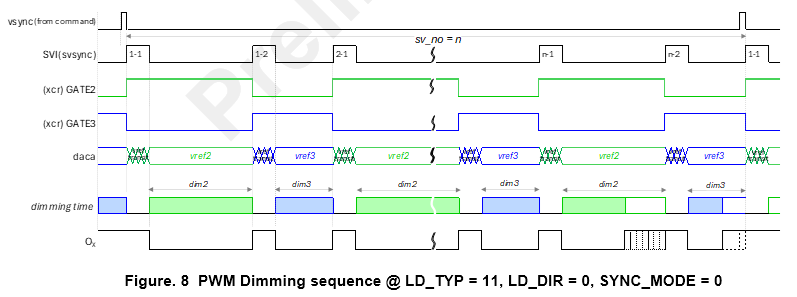 Preli
vsync(from command)
sv_no = n
SVI(svsync) 1-1 1-2 2-1 n-1 n-2 1-1
(xcr) GATE2
(xcr) GATE3
daca vref2 vref3 vref2 vref3 vref2 vref3
dim2 dim3 dim2 dim3 dim2 dim3
dimming time
Ox
Figure. 8 PWM Dimming sequence @ LD_TYP = 11, LD_DIR = 0, SYNC_MODE = 0